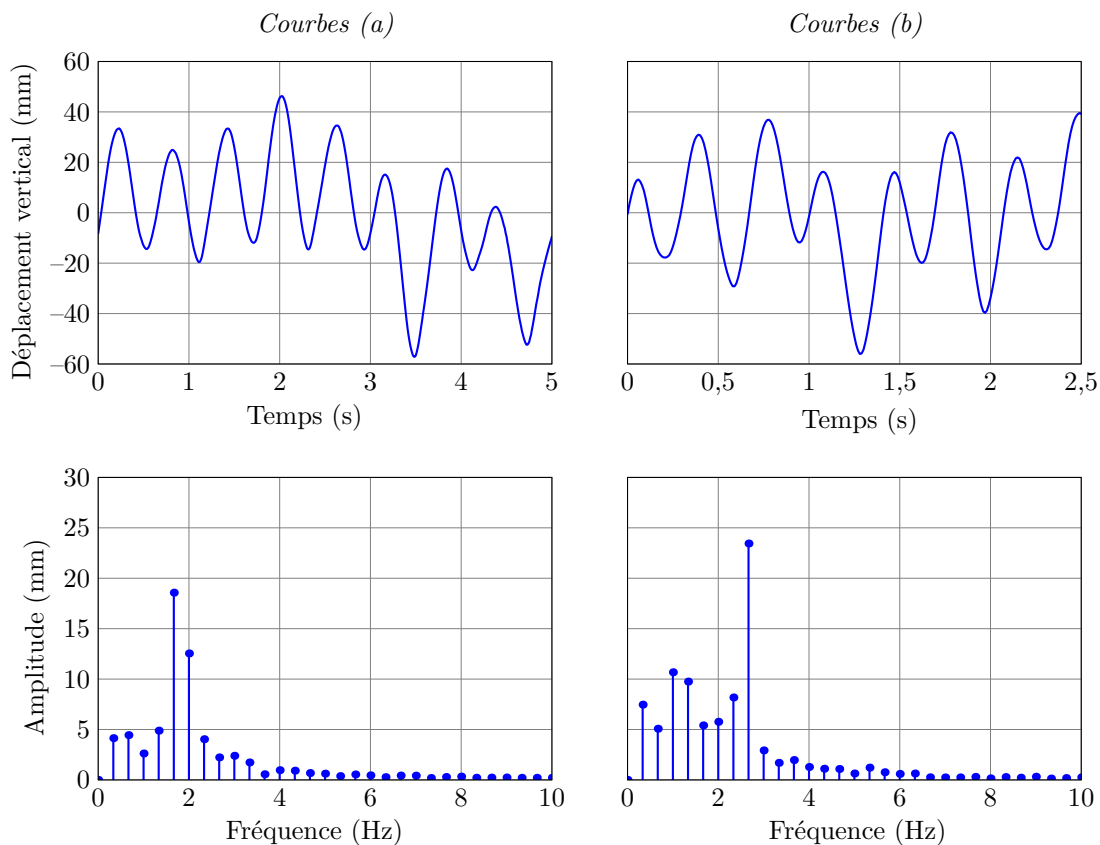 Courbes (a)
Courbes (b)
Déplacement vertical (mm)
60
40
20
0
–20
–40
–60
0 1 2 3 4 5
Temps (s)
0 0,5 1 1,5 2 2,5
Temps (s)
Amplitude (mm)
30
25
20
15
10
5
0
0 2 4 6 8 10
Fréquence (Hz)
0 2 4 6 8 10
Fréquence (Hz)